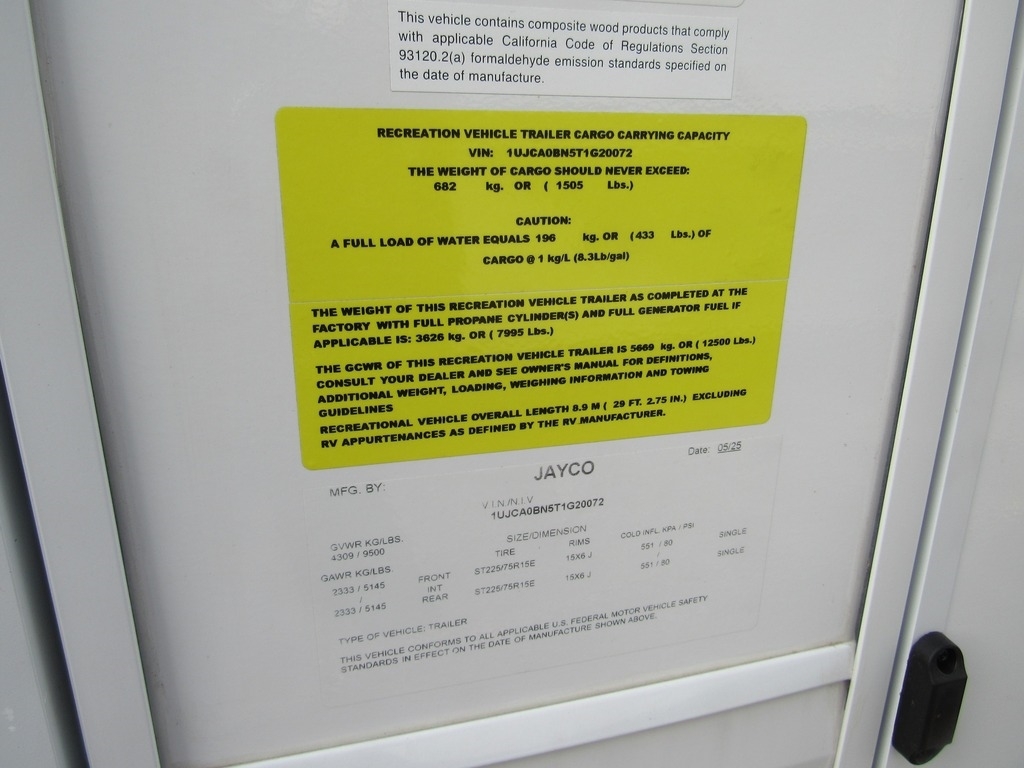 This vehicle contains composite wood products that comply
with applicable California Code of Regulations Section
93120.2(a) formaldehyde emission standards specified on
the date of manufacture.
RECREATION VEHICLE TRAILER CARGO CARRYING CAPACITY
VIN: 1UJCA0BN5T1G20072
THE WEIGHT OF CARGO SHOULD NEVER EXCEED:
682 kg. OR ( 1505 Lbs.)
CAUTION:
A FULL LOAD OF WATER EQUALS 196 kg. OR (433 Lbs.) OF
CARGO @ 1 kg/L (8.3Lb/gal)
THE WEIGHT OF THIS RECREATION VEHICLE TRAILER AS COMPLETED AT THE
FACTORY WITH FULL PROPANE CYLINDER(S) AND FULL GENERATOR FUEL IF
APPLICABLE IS: 3626 kg. OR ( 7995 Lbs.)
THE GCWR OF THIS RECREATION VEHICLE TRAILER IS 5669 kg. OR ( 12500 Lbs.)
CONSULT YOUR DEALER AND SEE OWNER'S MANUAL FOR DEFINITIONS,
ADDITIONAL WEIGHT, LOADING, WEIGHING INFORMATION AND TOWING
GUIDELINES
RECREATIONAL VEHICLE OVERALL LENGTH 8.9 M ( 29 FT. 2.75 IN.) EXCLUDING
RV APPURTENANCES AS DEFINED BY THE RV MANUFACTURER.
MFG. BY: JAYCO Date: 05/25
V.I.N./N.I.V
1UJCA0BN5T1G20072
GVWR KG/LBS. SIZE/DIMENSION
4309 / 9500 TIRE RIMS COLD INFL. KPA / PSI
GAWR KG/LBS.
2333 / 5145 FRONT ST225/75R15E 15X6 J 551 / 80 SINGLE
/ INT /
2333 / 5145 REAR ST225/75R15E 15X6 J 551 / 80 SINGLE
TYPE OF VEHICLE: TRAILER
THIS VEHICLE CONFORMS TO ALL APPLICABLE U.S. FEDERAL MOTOR VEHICLE SAFETY
STANDARDS IN EFFECT ON THE DATE OF MANUFACTURE SHOWN ABOVE.